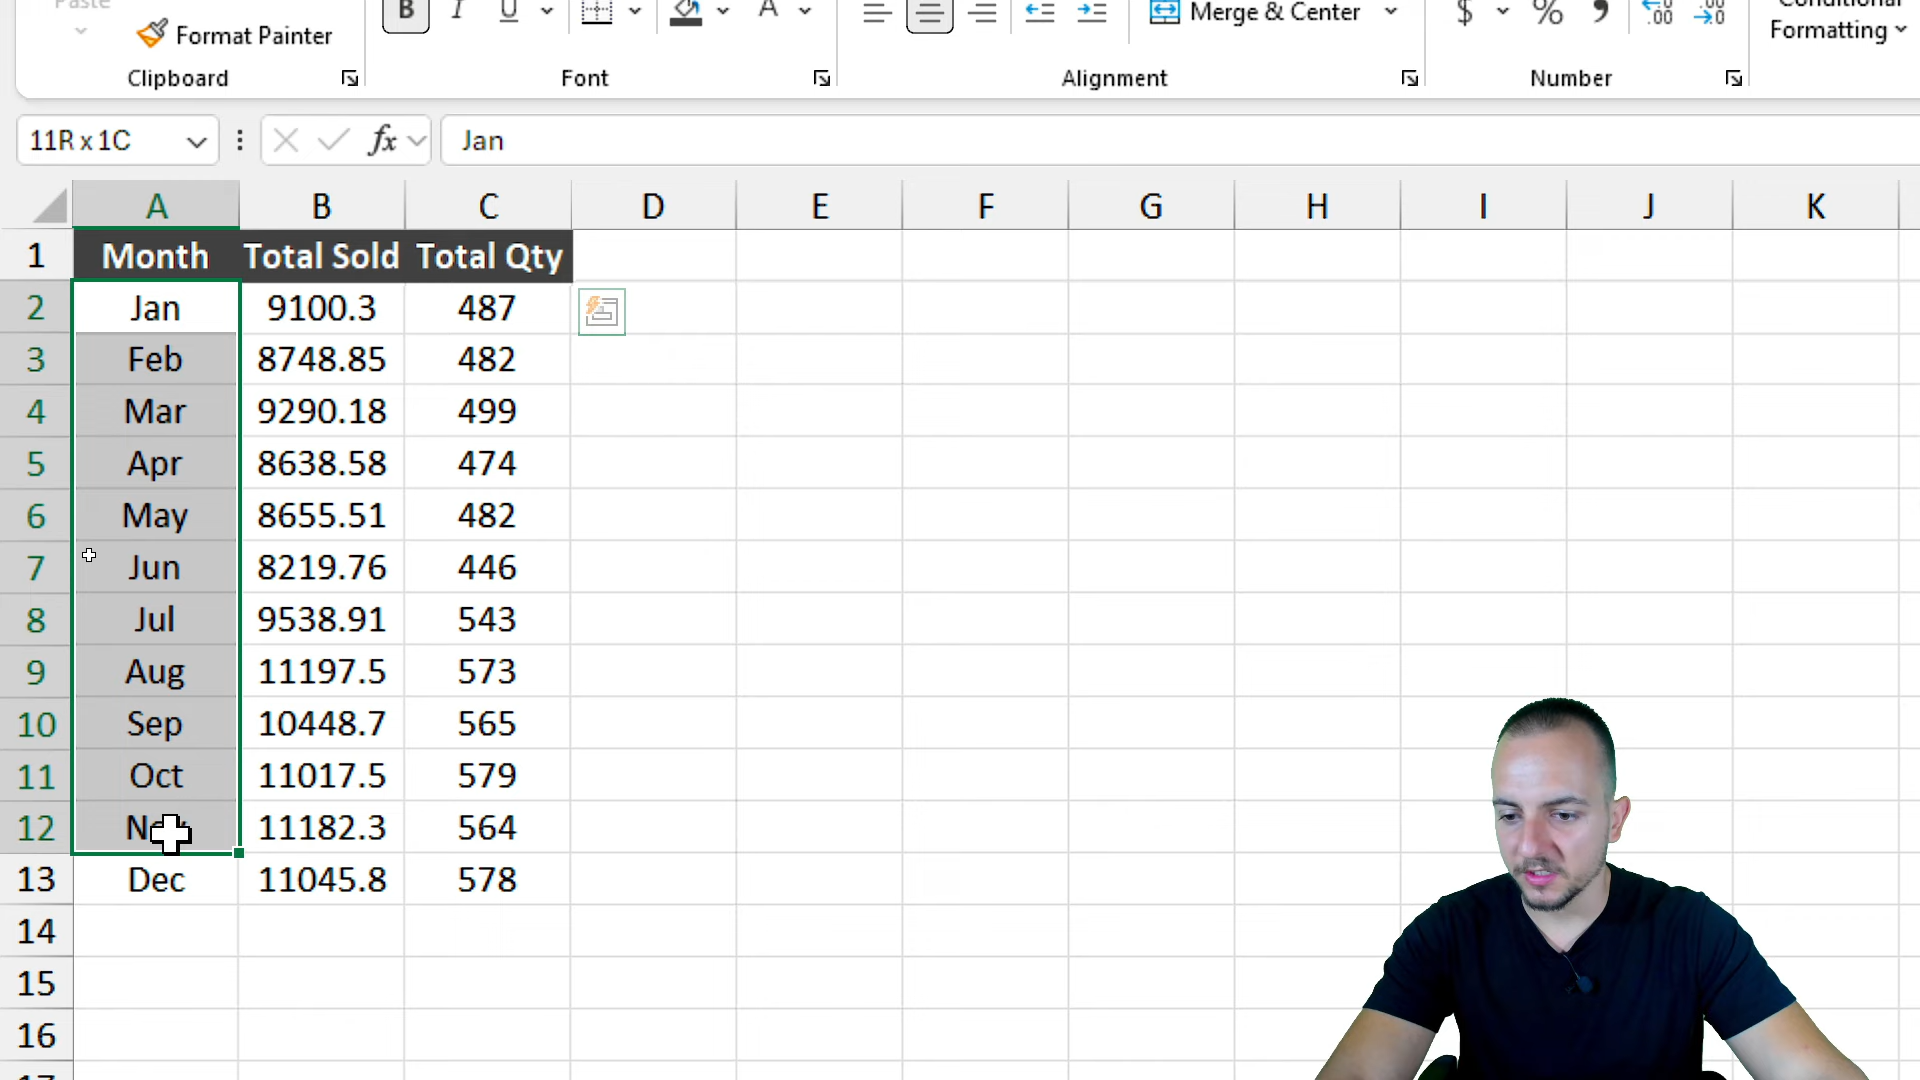 Paste
Format Painter
Clipboard
B I U A
Font
Merge & Center
Alignment
$ % 9
Number
Conditional
Formatting
11R x 1C
fx
Jan
A B C D E F G H I J K
1 Month Total Sold Total Qty
2 Jan 9100.3 487
3 Feb 8748.85 482
4 Mar 9290.18 499
5 Apr 8638.58 474
6 May 8655.51 482
7 Jun 8219.76 446
8 Jul 9538.91 543
9 Aug 11197.5 573
10 Sep 10448.7 565
11 Oct 11017.5 579
12 11182.3 564
13 Dec 11045.8 578
14
15
16